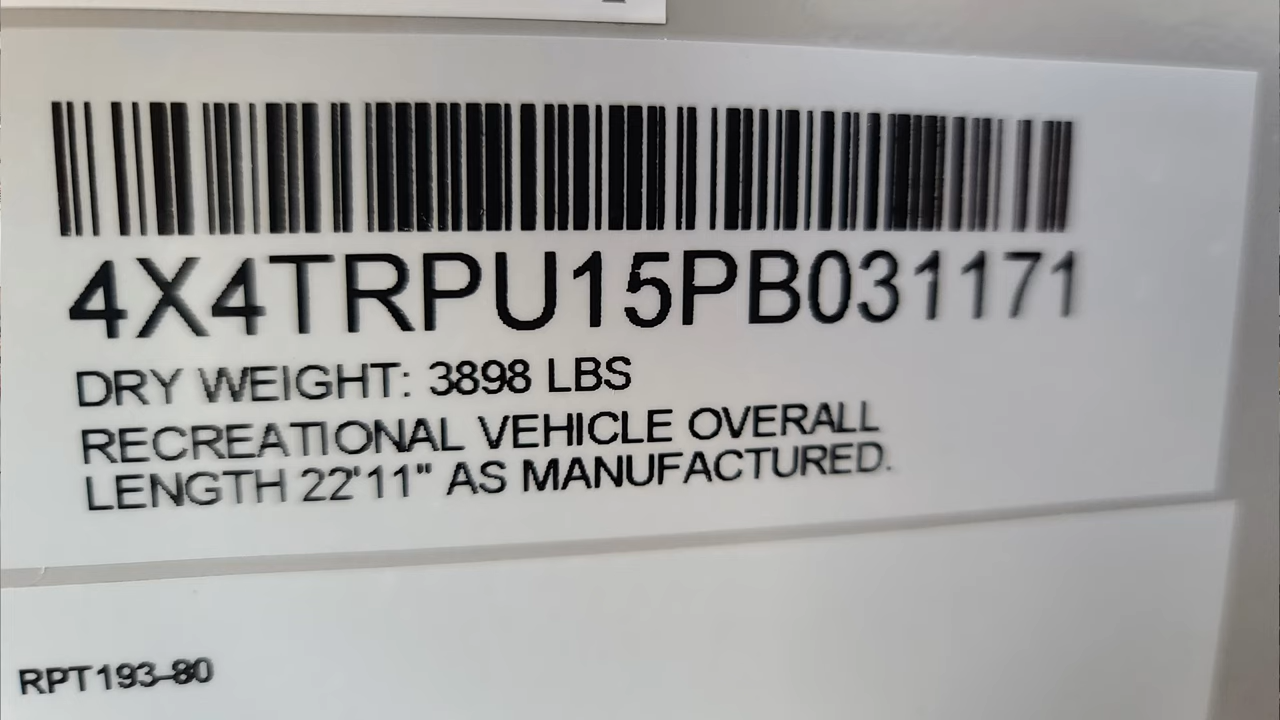 4X4TRPU15PB031171
DRY WEIGHT: 3898 LBS
RECREATIONAL VEHICLE OVERALL
LENGTH 22'11" AS MANUFACTURED.
RPT193-80